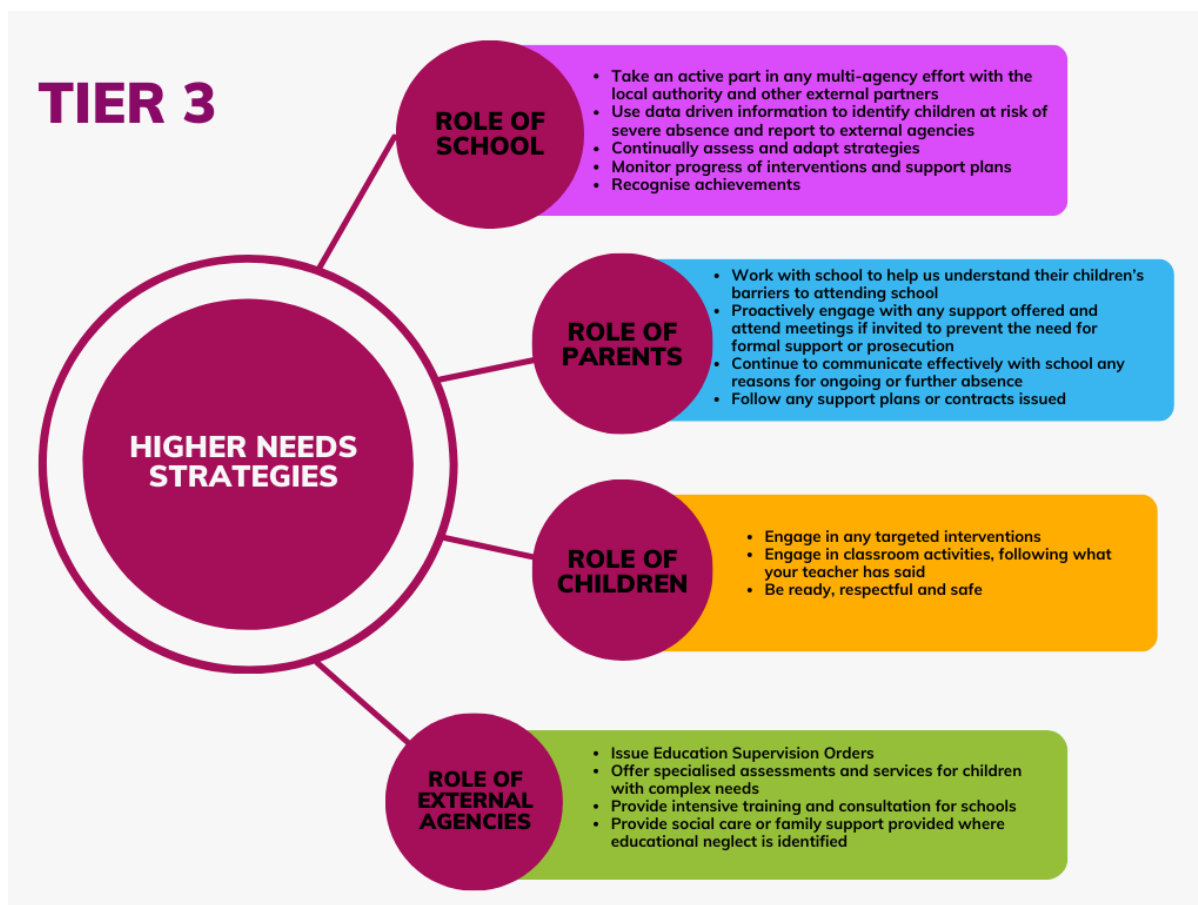 TIER 3
ROLE OF
SCHOOL
• Take an active part in any multi-agency effort with the
local authority and other external partners
• Use data driven information to identify children at risk of
severe absence and report to external agencies
• Continually assess and adapt strategies
• Monitor progress of interventions and support plans
• Recognise achievements
HIGHER NEEDS
STRATEGIES
ROLE OF
PARENTS
• Work with school to help us understand their children's
barriers to attending school
• Proactively engage with any support offered and
attend meetings if invited to prevent the need for
formal support or prosecution
• Continue to communicate effectively with school any
reasons for ongoing or further absence
• Follow any support plans or contracts issued
ROLE OF
CHILDREN
• Engage in any targeted interventions
• Engage in classroom activities, following what
your teacher has said
• Be ready, respectful and safe
ROLE OF
EXTERNAL
AGENCIES
• Issue Education Supervision Orders
• Offer specialised assessments and services for children
with complex needs
• Provide intensive training and consultation for schools
• Provide social care or family support provided where
educational neglect is identified